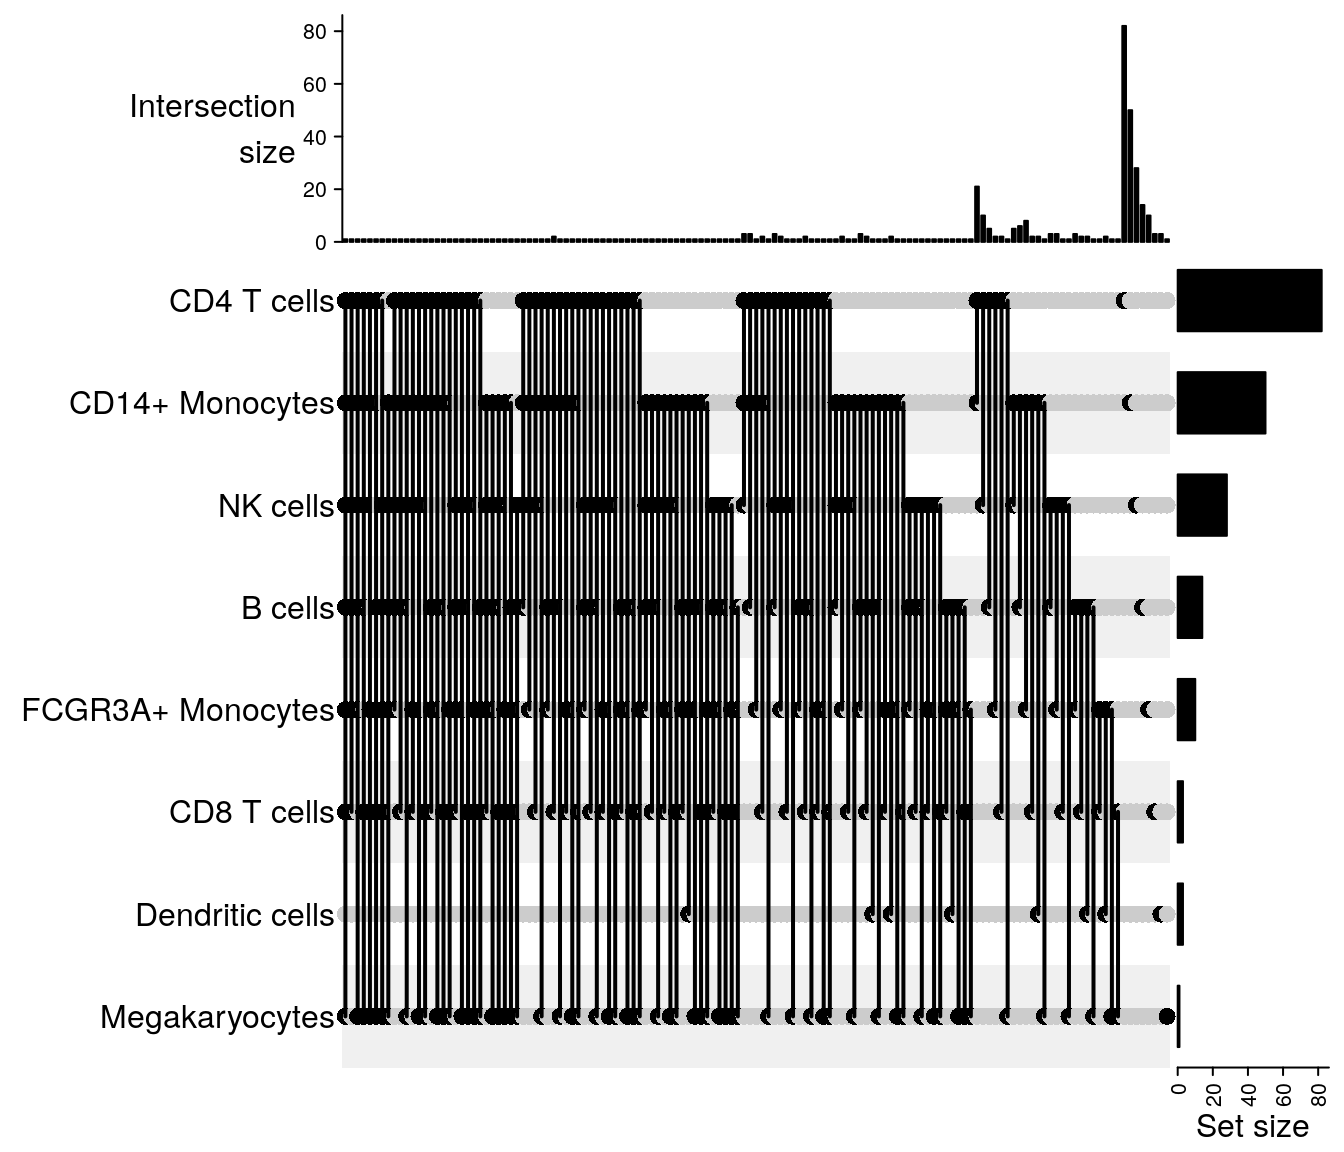 80
60
Intersection
40
size
20
0
CD4 T cells
CD14+ Monocytes
NK cells
B cells
FCGR3A+ Monocytes
CD8 T cells
Dendritic cells
Megakaryocytes
0 20 40 60 80
Set size